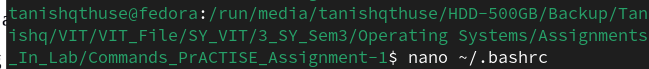 tanishqthuse@fedora:/run/media/tanishqthuse/HDD-500GB/Backup/Tan
ishq/VIT/VIT_File/SY_VIT/3_SY_Sem3/Operating Systems/Assignments
_In_Lab/Commands_PrACTISE_Assignment-1$ nano ~/.bashrc